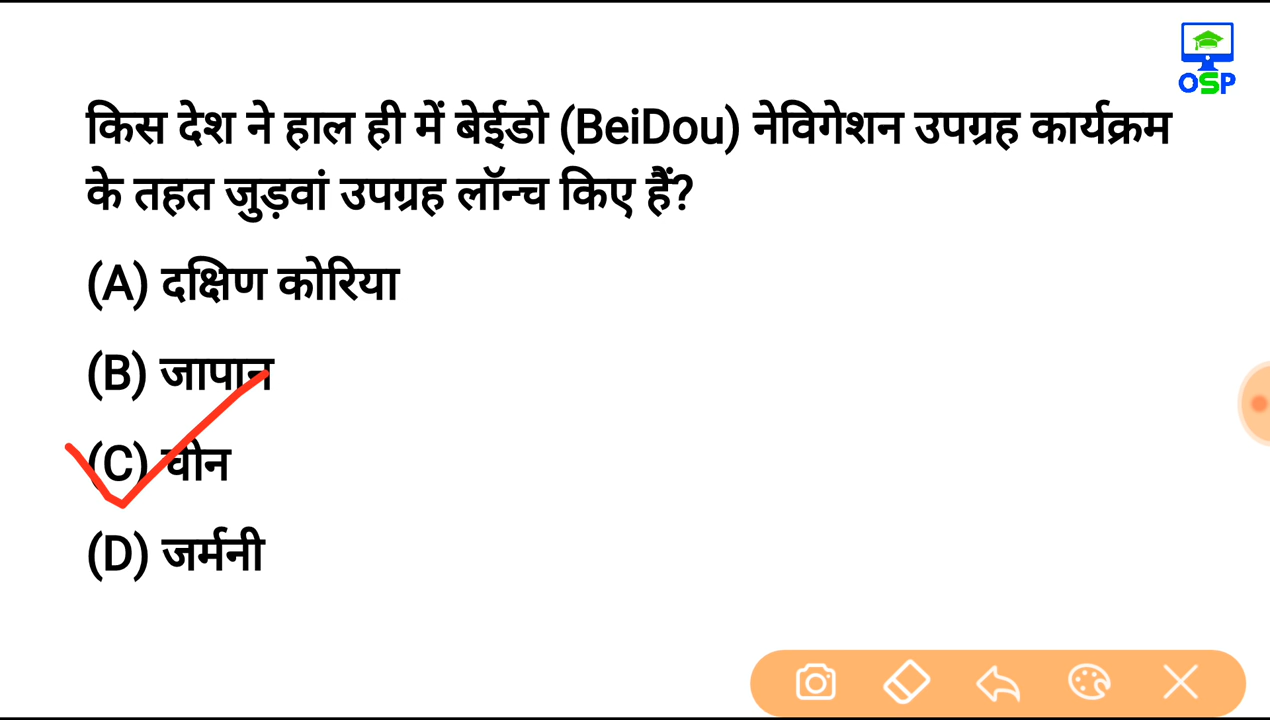 OSP
किस देश ने हाल ही में बेईडो (BeiDou) नेविगेशन उपग्रह कार्यक्रम
के तहत जुड़वां उपग्रह लॉन्च किए हैं?
(A) दक्षिण कोरिया
(B) जापान
(C) चीन
(D) जर्मनी